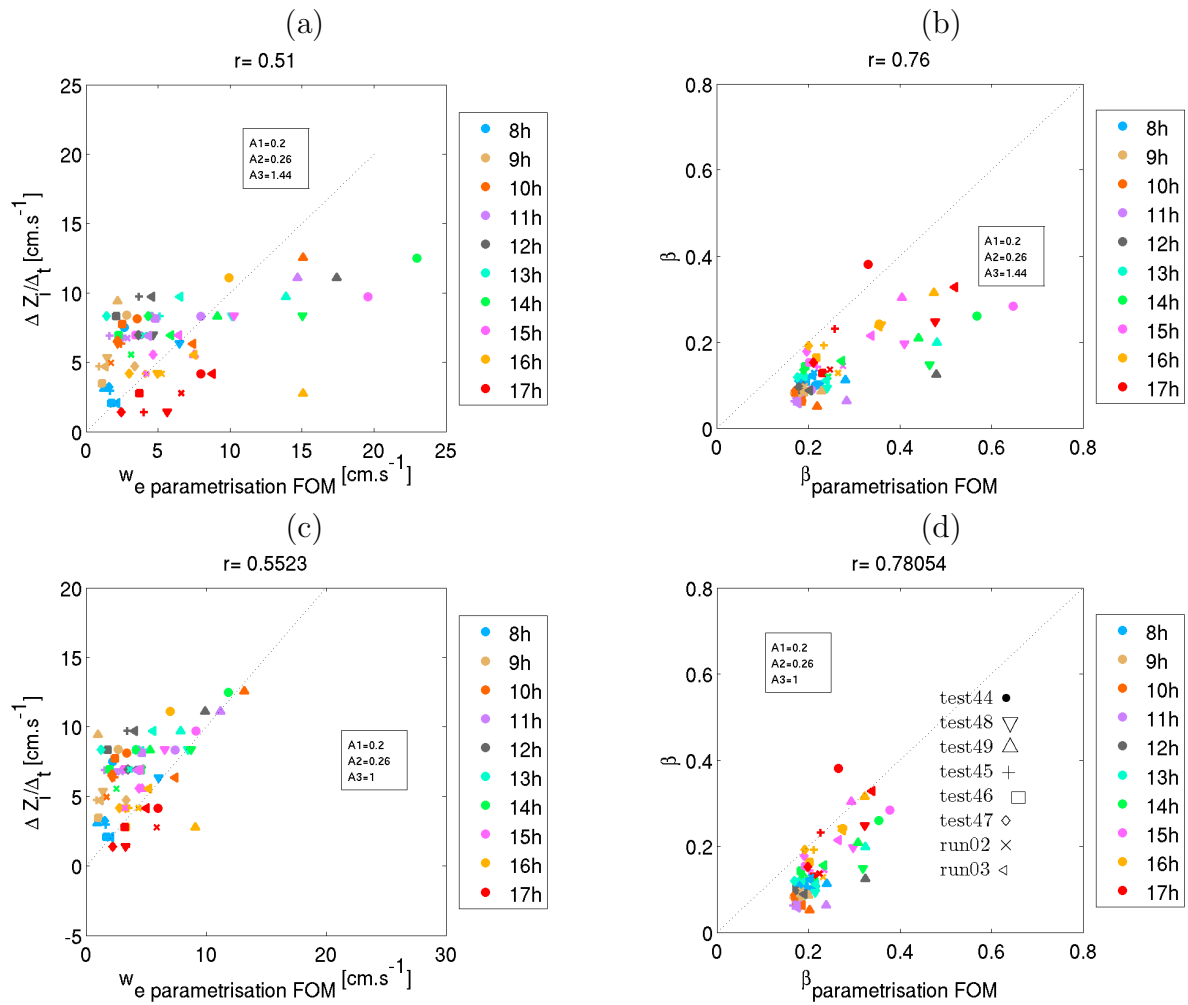 (a)
r= 0.51
25
20
15
10
5
0
Δ Zi/Δt [cm.s-1]
A1=0.2
A2=0.26
A3=1.44
0 5 10 15 20 25
we parametrisation FOM [cm.s-1]
8h
9h
10h
11h
12h
13h
14h
15h
16h
17h
(b)
r= 0.76
0.8
0.6
0.4
0.2
0
β
A1=0.2
A2=0.26
A3=1.44
0 0.2 0.4 0.6 0.8
βparametrisation FOM
8h
9h
10h
11h
12h
13h
14h
15h
16h
17h
(c)
r= 0.5523
20
15
10
5
0
-5
Δ Zi/Δt [cm.s-1]
A1=0.2
A2=0.26
A3=1
0 10 20 30
we parametrisation FOM [cm.s-1]
8h
9h
10h
11h
12h
13h
14h
15h
16h
17h
(d)
r= 0.78054
0.8
0.6
0.4
0.2
0
β
A1=0.2
A2=0.26
A3=1
test44
test48
test49
test45
test46
test47
run02
run03
0 0.2 0.4 0.6 0.8
βparametrisation FOM
8h
9h
10h
11h
12h
13h
14h
15h
16h
17h